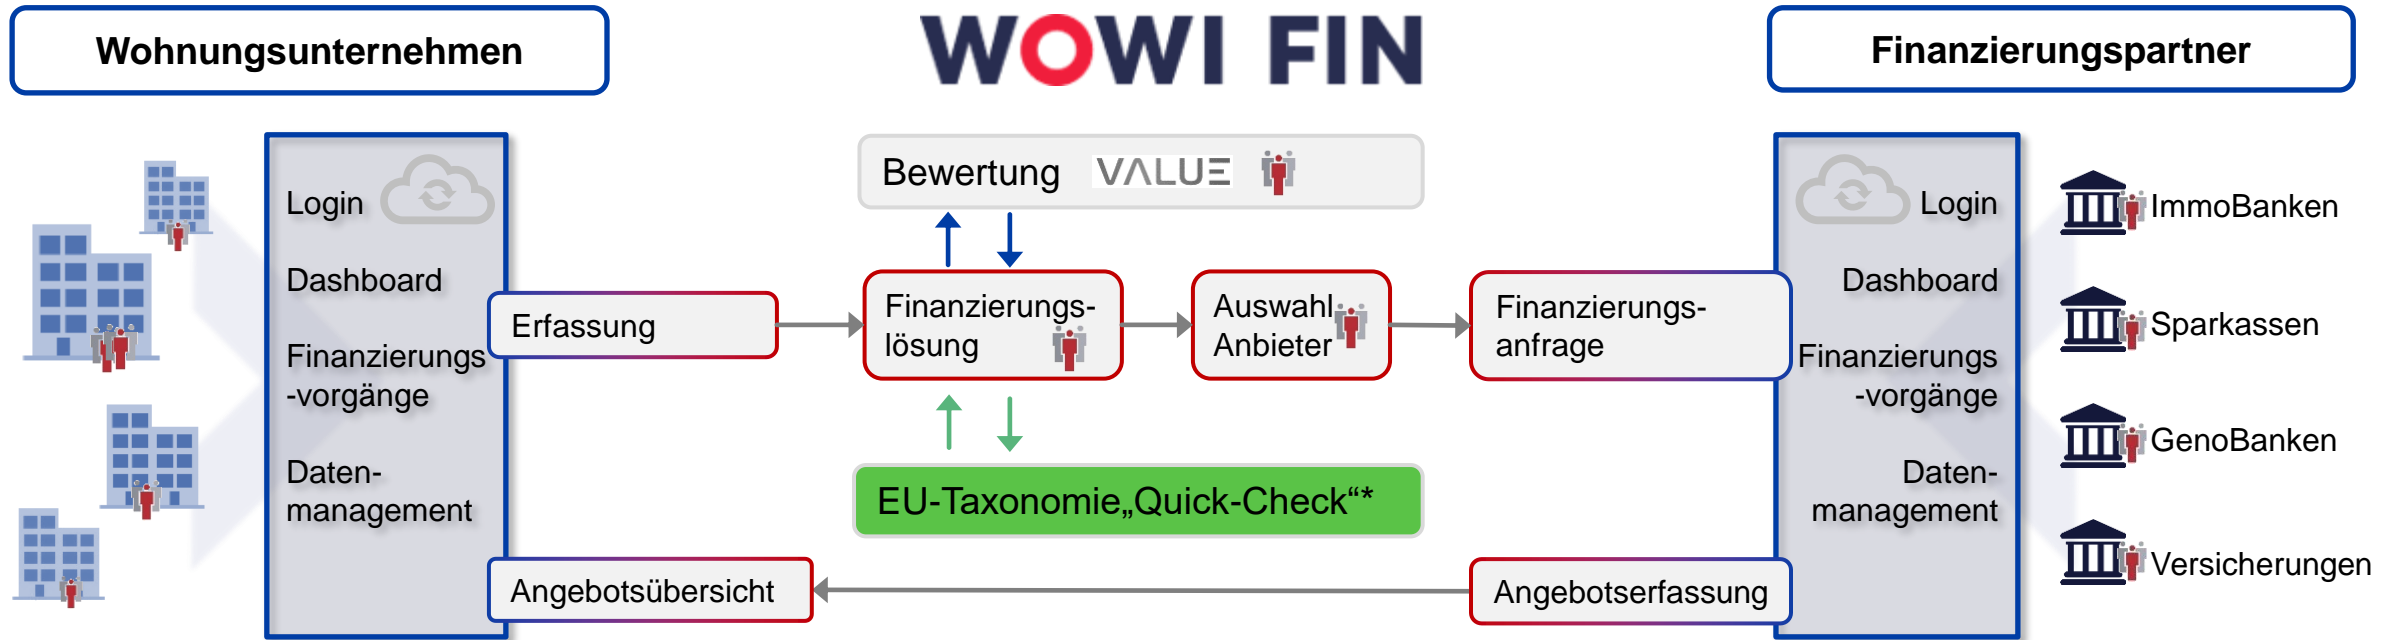 Wohnungsunternehmen
WOWI FIN
Finanzierungspartner
Login
Dashboard
Finanzierungs
-vorgänge
Daten-
management
Erfassung
Bewertung VALUE
Finanzierungs-
lösung
Auswahl
Anbieter
Finanzierungs-
anfrage
EU-Taxonomie„Quick-Check“*
Angebotsübersicht
Angebotserfassung
Login
Dashboard
Finanzierungs
-vorgänge
Daten-
management
ImmoBanken
Sparkassen
GenoBanken
Versicherungen